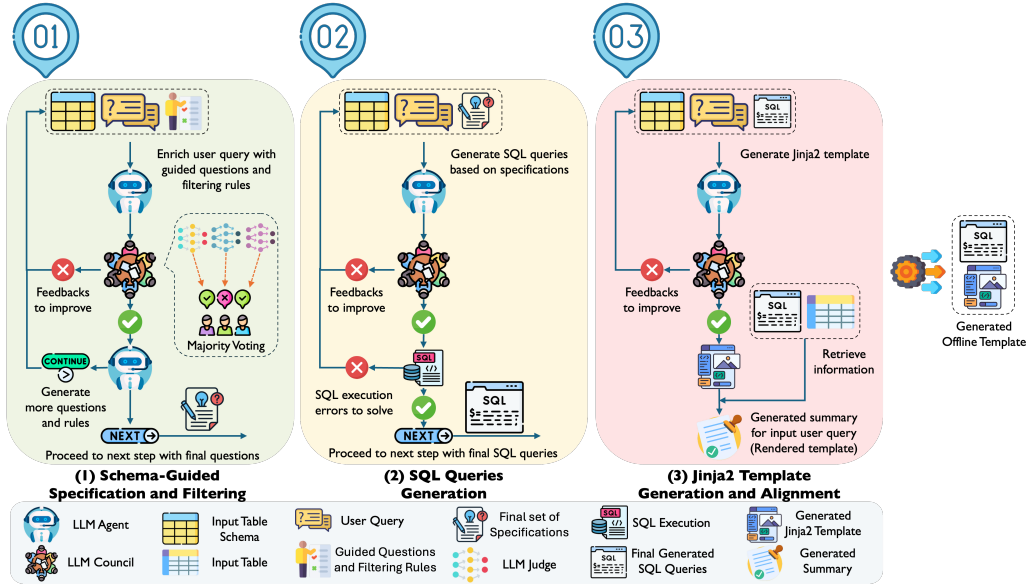 01
02
03
Enrich user query with
guided questions and
filtering rules
Feedbacks
to improve
Majority Voting
CONTINUE
Generate
more questions
and rules
NEXT
Proceed to next step with final questions
(1) Schema-Guided
Specification and Filtering
Generate SQL queries
based on specifications
Feedbacks
to improve
SQL
SQL execution
errors to solve
SQL
$=
NEXT
Proceed to next step with final SQL queries
(2) SQL Queries
Generation
SQL
Generate Jinja2 template
Feedbacks
to improve
SQL
$=
Retrieve
information
Generated summary
for input user query
(Rendered template)
(3) Jinja2 Template
Generation and Alignment
SQL
$=
Generated
Offline Template
LLM Agent
Input Table
Schema
User Query
Final set of
Specifications
SQL
SQL Execution
Generated
Jinja2 Template
LLM Council
Input Table
Guided Questions
and Filtering Rules
LLM Judge
SQL
Final Generated
SQL Queries
Generated
Summary